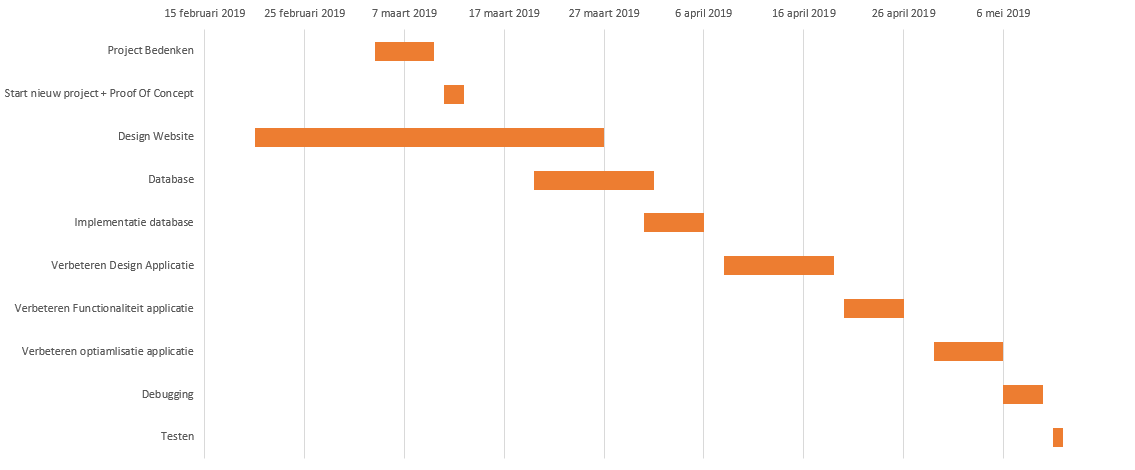 15 februari 2019 25 februari 2019 7 maart 2019 17 maart 2019 27 maart 2019 6 april 2019 16 april 2019 26 april 2019 6 mei 2019
Project Bedenken
Start nieuw project + Proof Of Concept
Design Website
Database
Implementatie database
Verbeteren Design Applicatie
Verbeteren Functionaliteit applicatie
Verbeteren optiamlisatie applicatie
Debugging
Testen